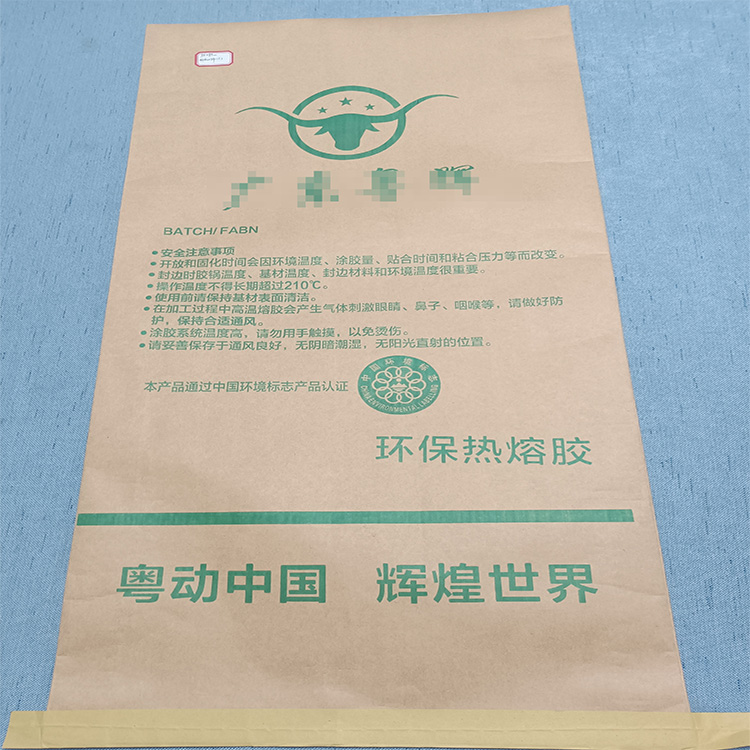 BATCH/ FABN
●安全注意事项
●开放和固化时间会因环境温度、涂胶量、贴合时间和粘合压力等而改变。
●封边时胶锅温度、基材温度、封边材料和环境温度很重要。
●操作温度不得长期超过210℃。
●使用前请保持基材表面清洁。
●在加工过程中高温熔胶会产生气体刺激眼睛、鼻子、咽喉等，请做好防
护，保持合适通风。
●涂胶系统温度高，请勿用手触摸，以免烫伤。
●请妥善保存于通风良好，无阴暗潮湿，无阳光直射的位置。
本产品通过中国环境标志产品认证
中国环境标志
CHINA ENVIRONMENTAL LABELLING
环保热熔胶
粤动中国 辉煌世界